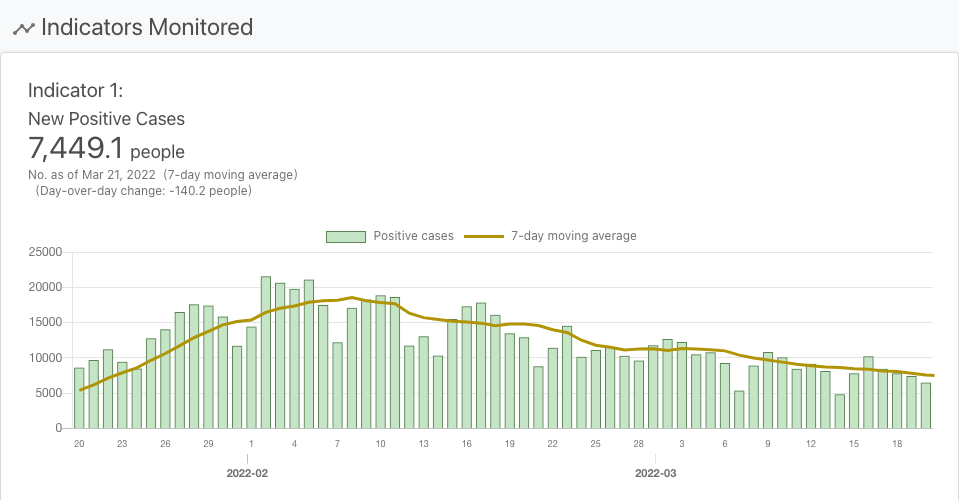 Indicators Monitored
Indicator 1:
New Positive Cases
7,449.1 people
No. as of Mar 21, 2022 (7-day moving average)
(Day-over-day change: -140.2 people)
Positive cases 7-day moving average
25000
20000
15000
10000
5000
0
20 23 26 29 1 4 7 10 13 16 19 22 25 28 3 6 9 12 15 18
2022-02 2022-03